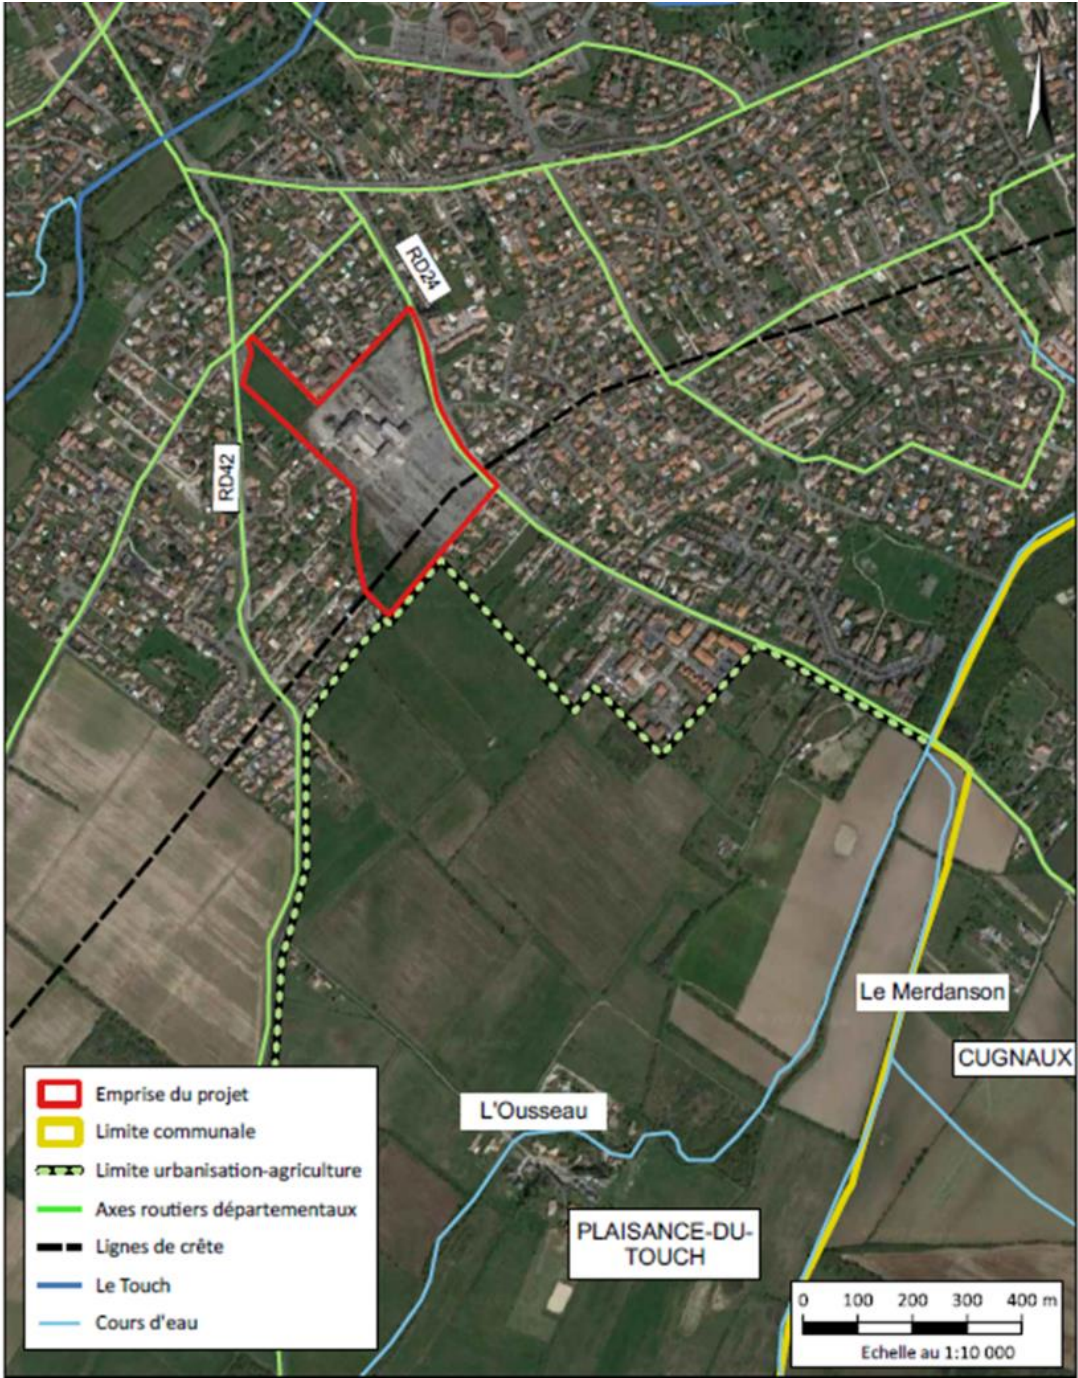 N
RD24
RD42
Le Merdanson
CUGNAUX
L'Ousseau
PLAISANCE-DU-
TOUCH
Emprise du projet
Limite communale
Limite urbanisation-agriculture
Axes routiers départementaux
Lignes de crête
Le Touch
Cours d'eau
0 100 200 300 400 m
Echelle au 1:10 000